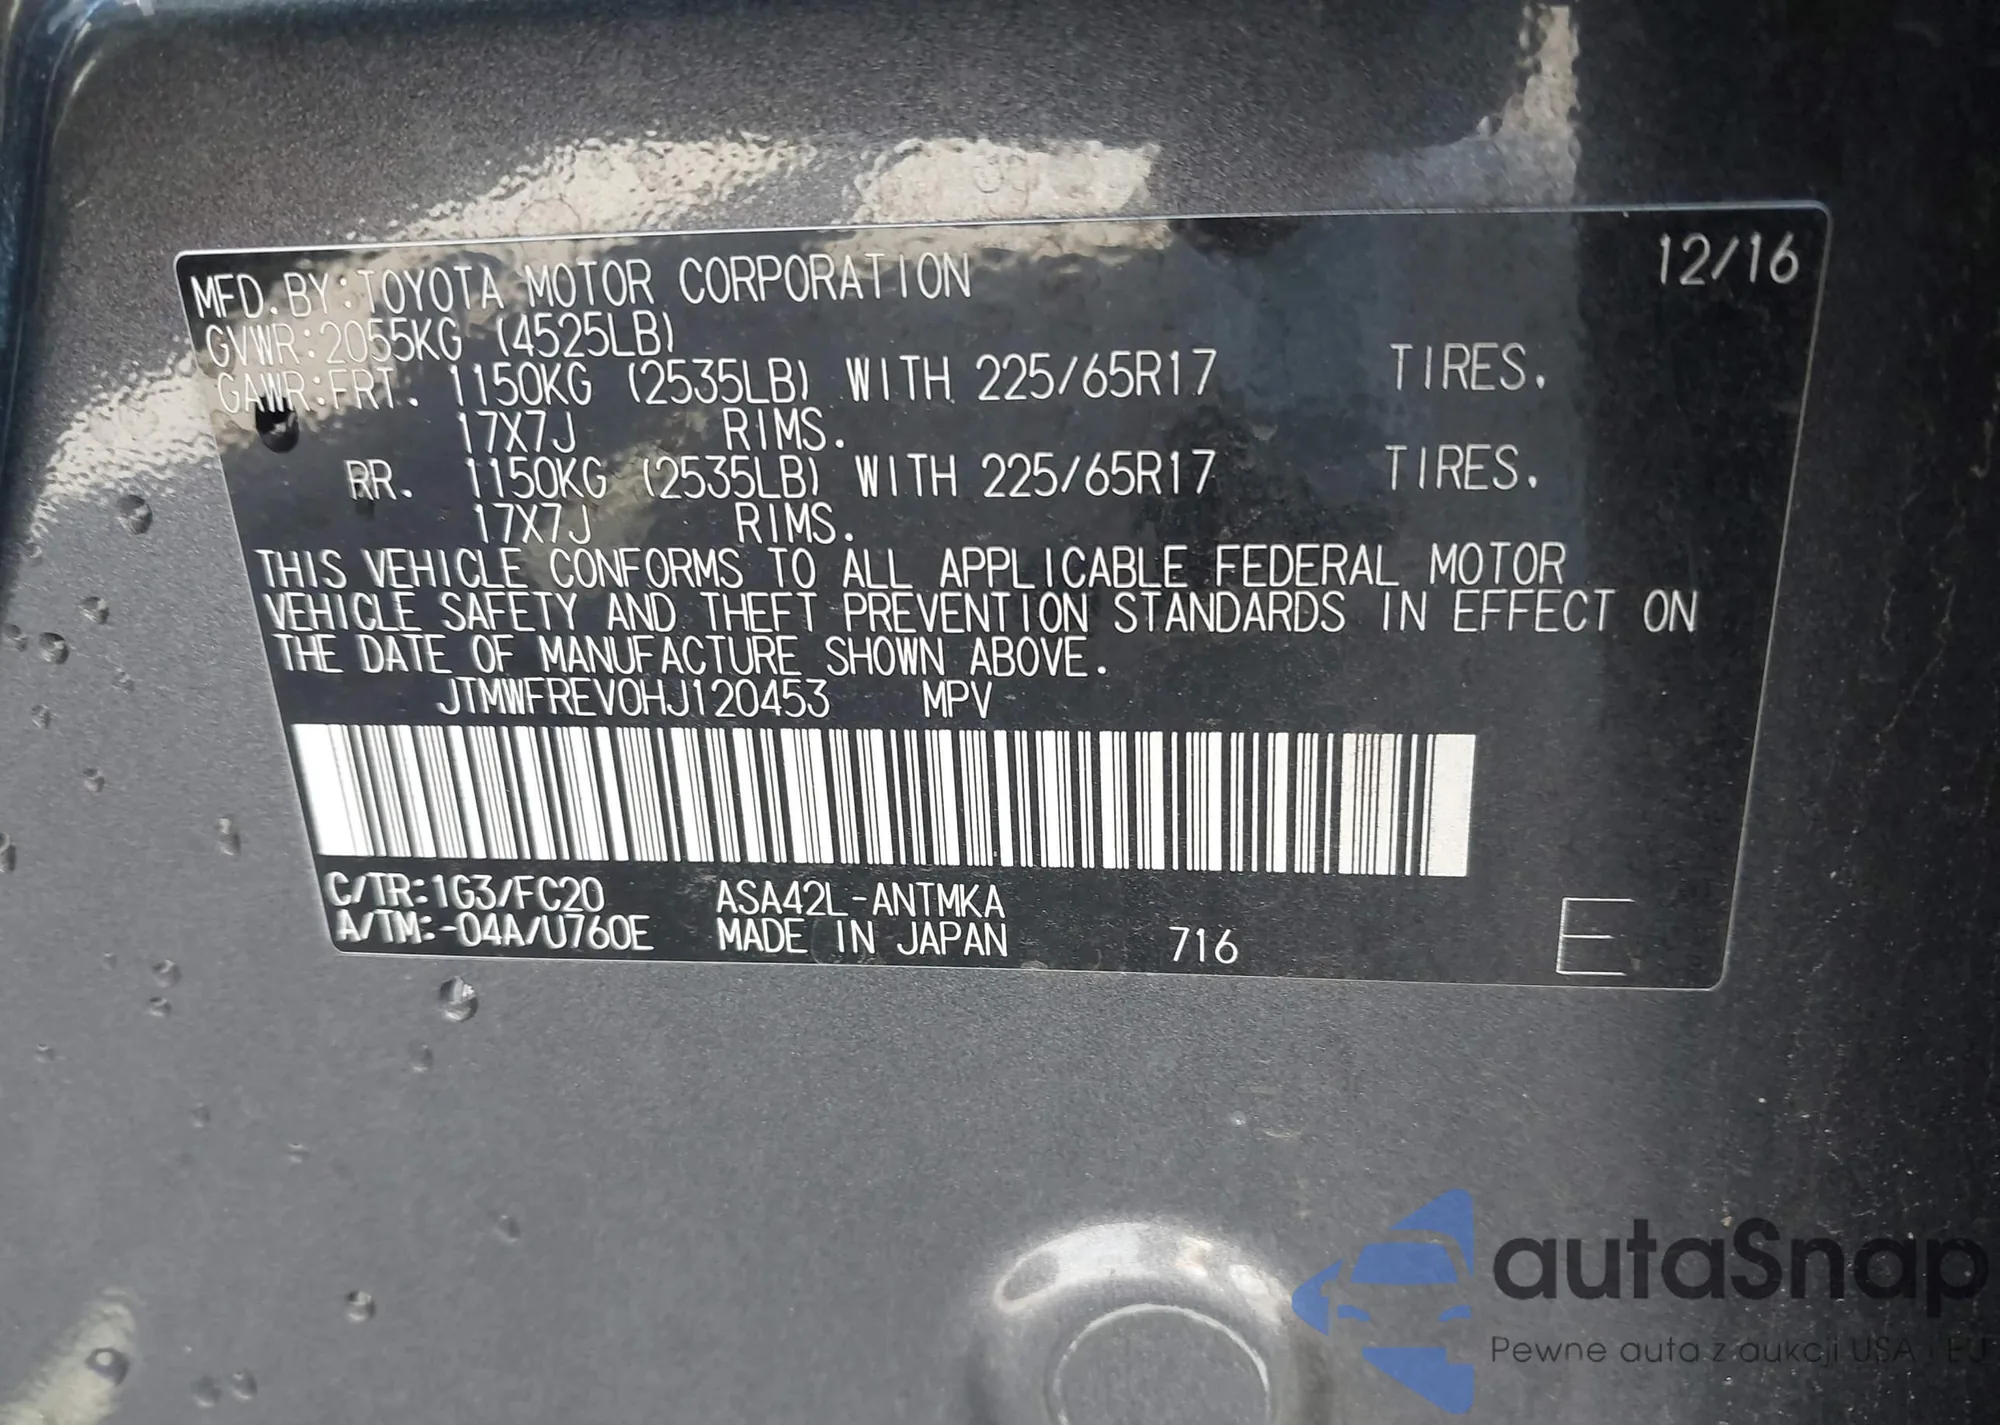 12/16
MFD. BY: TOYOTA MOTOR CORPORATION
GVWR: 2055KG (4525LB)
GAWR: FRT. 1150KG (2535LB) WITH 225/65R17 TIRES.
17X7J RIMS.
RR. 1150KG (2535LB) WITH 225/65R17 TIRES.
17X7J RIMS.
THIS VEHICLE CONFORMS TO ALL APPLICABLE FEDERAL MOTOR
VEHICLE SAFETY AND THEFT PREVENTION STANDARDS IN EFFECT ON
THE DATE OF MANUFACTURE SHOWN ABOVE.
JTMWFREV0HJ120453 MPV
C/TR: 1G3/FC20 ASA42L-ANTMKA
A/TM: -04A/U760E MADE IN JAPAN 716 E
autaSnap
Pewne auta z aukcji USA i EU